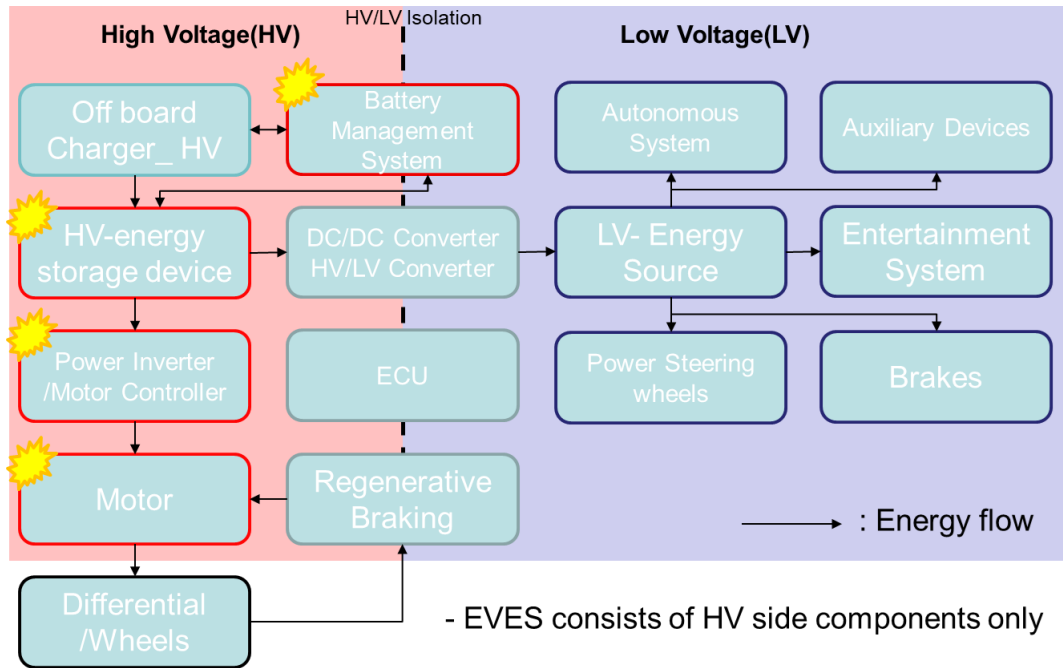 HV/LV Isolation
High Voltage(HV)
Low Voltage(LV)
Off board
Charger_ HV
Battery
Management
System
Autonomous
System
Auxiliary Devices
HV-energy
storage device
DC/DC Converter
HV/LV Converter
LV- Energy
Source
Entertainment
System
Power Inverter
/Motor Controller
ECU
Power Steering
wheels
Brakes
Motor
Regenerative
Braking
: Energy flow
Differential
/Wheels
- EVES consists of HV side components only